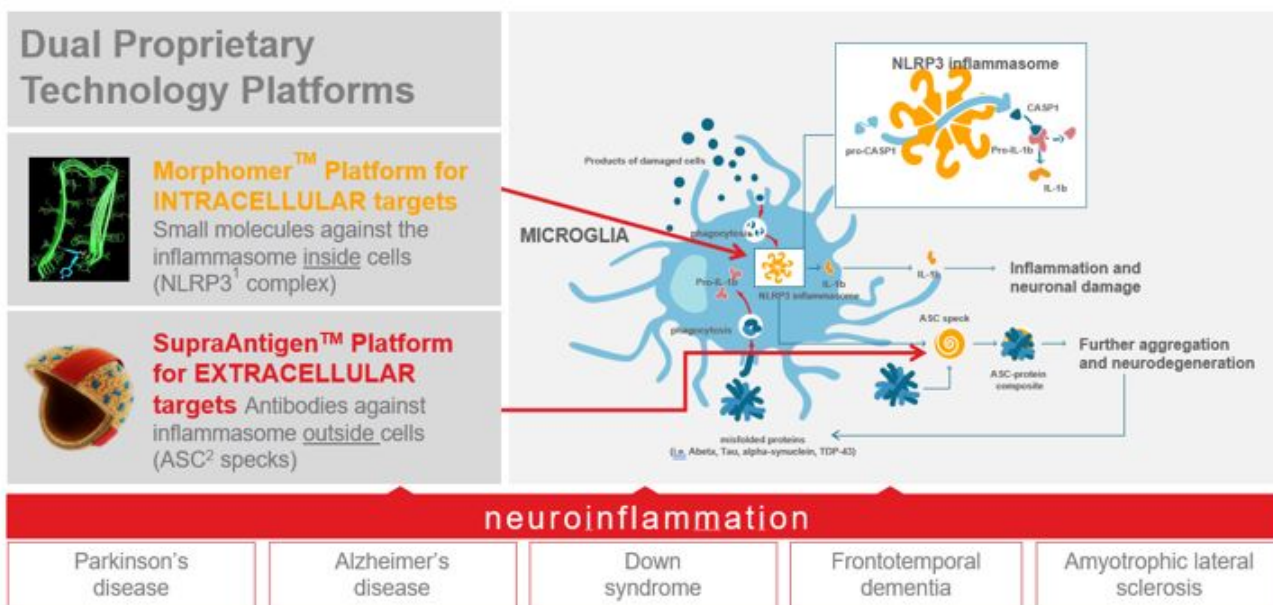 Dual Proprietary
Technology Platforms
Morphomer™ Platform for
INTRACELLULAR targets
Small molecules against the
inflammasome inside cells
(NLRP3¹ complex)
SupraAntigen™ Platform
for EXTRACELLULAR
targets Antibodies against
inflammasome outside cells
(ASC² specks)
NLRP3 inflammasome
CASP1
pro-CASP1
Pro-IL-1b
IL-1b
Products of damaged cells
MICROGLIA
phagocytosis
Pro-IL-1b
IL-1b
NLRP3 inflammasome
IL-1b
Inflammation and
neuronal damage
phagocytosis
ASC speck
ASC-protein
composite
Further aggregation
and neurodegeneration
misfolded proteins
(i.e. Abeta, Tau, alpha-synuclein, TDP-43)
neuroinflammation
Parkinson's
disease
Alzheimer's
disease
Down
syndrome
Frontotemporal
dementia
Amyotrophic lateral
sclerosis